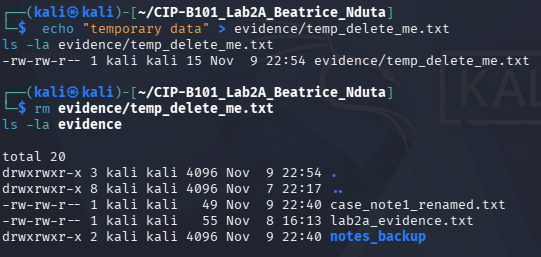 ┌──(kali㉿kali)-[~/CIP-B101_Lab2A_Beatrice_Nduta]
└─$ echo "temporary data" > evidence/temp_delete_me.txt
ls -la evidence/temp_delete_me.txt
-rw-rw-r-- 1 kali kali 15 Nov  9 22:54 evidence/temp_delete_me.txt
┌──(kali㉿kali)-[~/CIP-B101_Lab2A_Beatrice_Nduta]
└─$ rm evidence/temp_delete_me.txt
ls -la evidence
total 20
drwxrwxr-x 3 kali kali 4096 Nov  9 22:54 .
drwxrwxr-x 8 kali kali 4096 Nov  7 22:17 ..
-rw-rw-r-- 1 kali kali   49 Nov  9 22:40 case_note1_renamed.txt
-rw-rw-r-- 1 kali kali   55 Nov  8 16:13 lab2a_evidence.txt
drwxrwxr-x 2 kali kali 4096 Nov  9 22:40 notes_backup
KAL